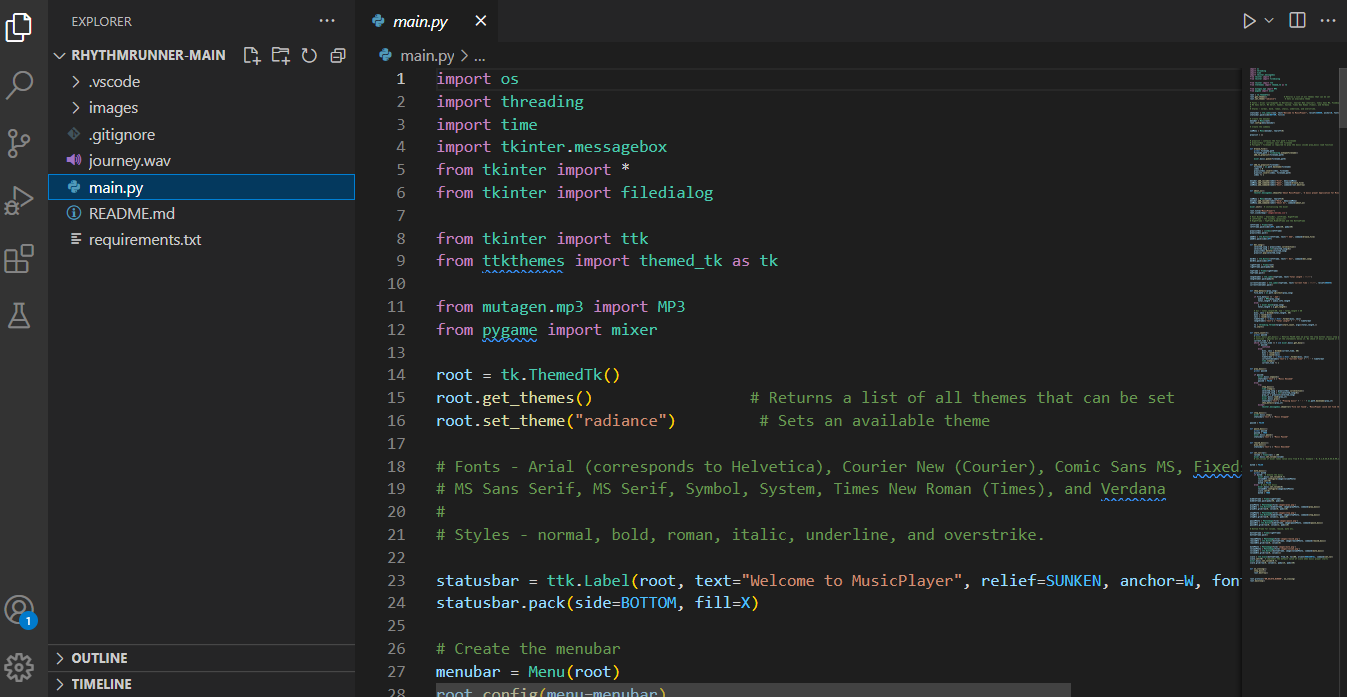 EXPLORER
RHYTHMRUNNER-MAIN
.vscode
images
.gitignore
journey.wav
main.py
README.md
requirements.txt
OUTLINE
TIMELINE
1
main.py
main.py > ...
1 import os
2 import threading
3 import time
4 import tkinter.messagebox
5 from tkinter import *
6 from tkinter import filedialog
7
8 from tkinter import ttk
9 from ttkthemes import themed_tk as tk
10
11 from mutagen.mp3 import MP3
12 from pygame import mixer
13
14 root = tk.ThemedTk()
15 root.get_themes()                 # Returns a list of all themes that can be set
16 root.set_theme("radiance")         # Sets an available theme
17
18 # Fonts - Arial (corresponds to Helvetica), Courier New (Courier), Comic Sans MS, Fixeds
19 # MS Sans Serif, MS Serif, Symbol, System, Times New Roman (Times), and Verdana
20 #
21 # Styles - normal, bold, roman, italic, underline, and overstrike.
22
23 statusbar = ttk.Label(root, text="Welcome to MusicPlayer", relief=SUNKEN, anchor=W, font
24 statusbar.pack(side=BOTTOM, fill=X)
25
26 # Create the menubar
27 menubar = Menu(root)
28 root.config(menu=menubar)